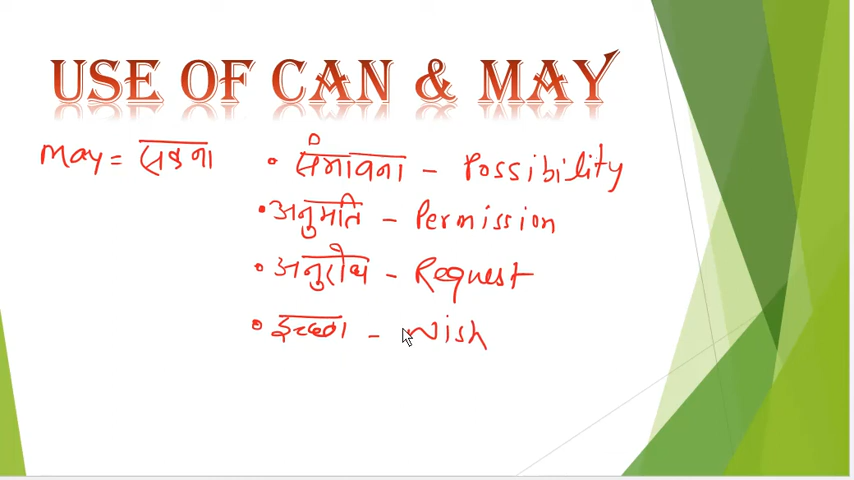 USE OF CAN & MAY
May = सकना • संभावना - Possibility
• अनुमति - Permission
• अनुरोध - Request
• इच्छा - Wish